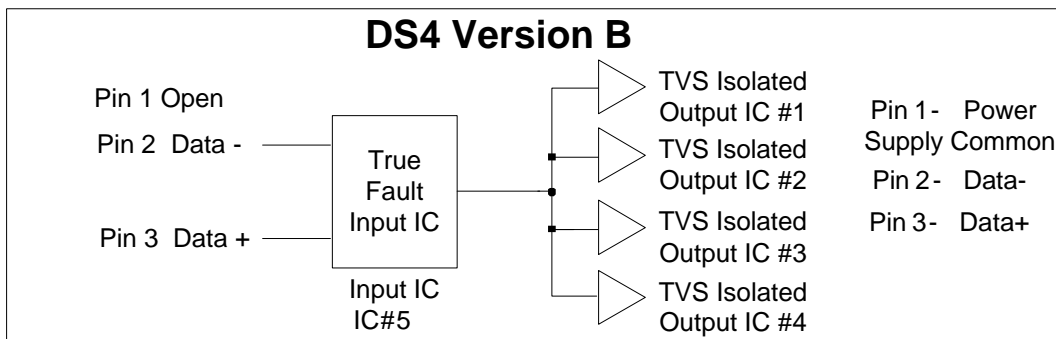 DS4 Version B
Pin 1 Open
Pin 2 Data -
Pin 3 Data +
True
Fault
Input IC
Input IC
IC#5
TVS Isolated
Output IC #1
TVS Isolated
Output IC #2
TVS Isolated
Output IC #3
TVS Isolated
Output IC #4
Pin 1- Power
Supply Common
Pin 2- Data-
Pin 3- Data+